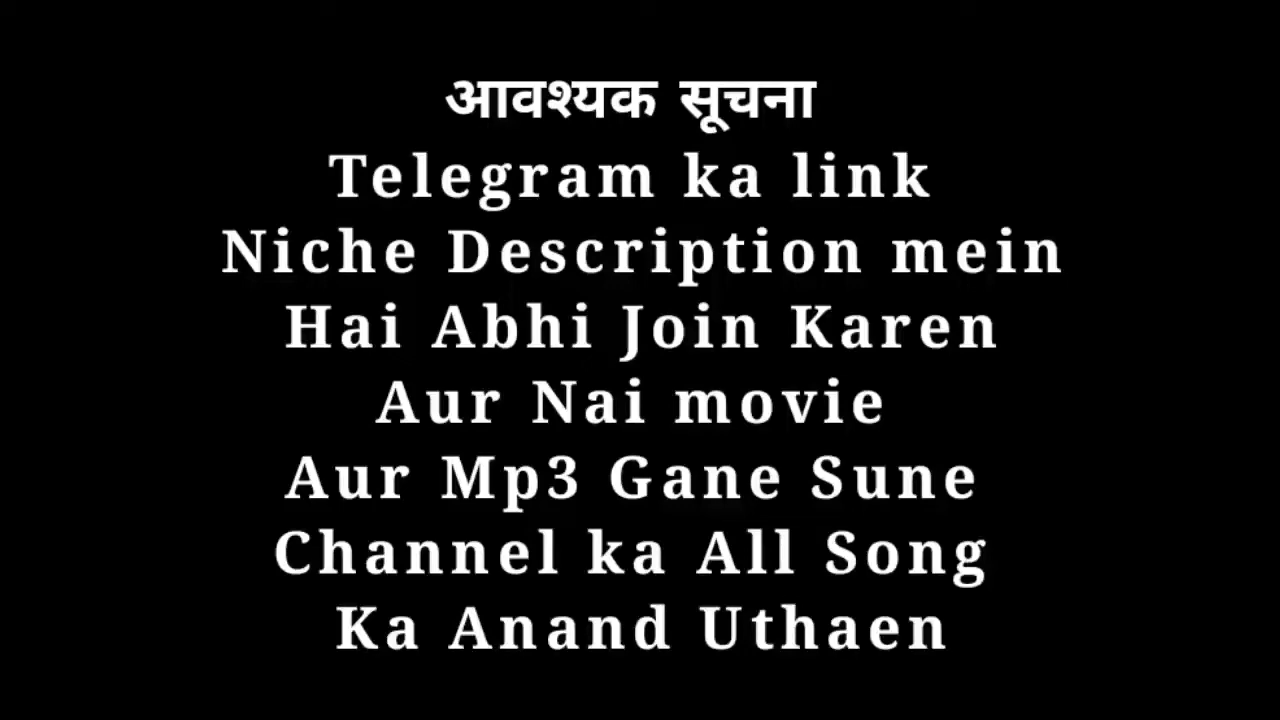 आवश्यक सूचना
Telegram ka link
Niche Description mein
Hai Abhi Join Karen
Aur Nai movie
Aur Mp3 Gane Sune
Channel ka All Song
Ka Anand Uthaen